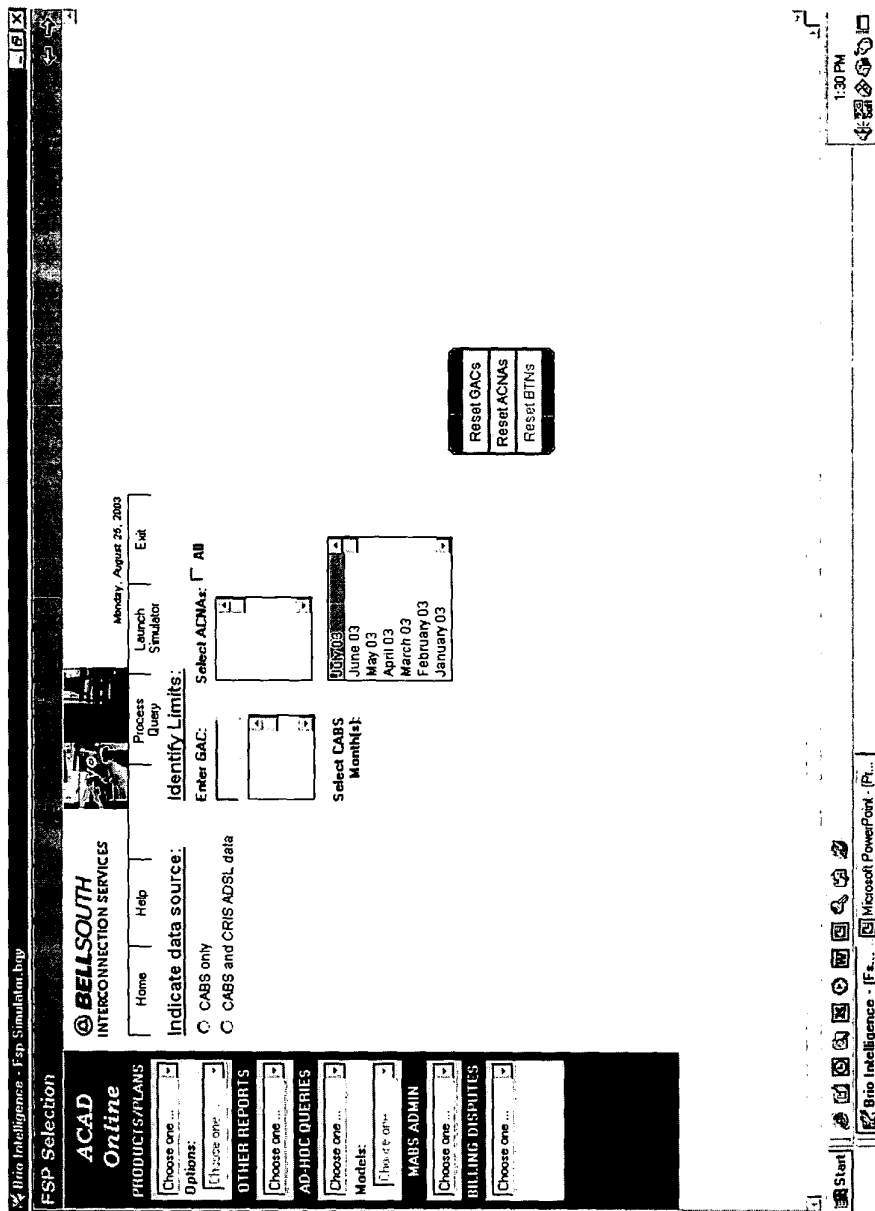 Brio Intelligence - Fsp Simulator.bqy
FSP Selection
ACAD
Online
PRODUCTS/PLANS
Choose one ...
Options:
Choose one ...
OTHER REPORTS
Choose one ...
AD-HOC QUERIES
Choose one ...
Models:
Choose one ...
MABS ADMIN
Choose one ...
BILLING DISPUTES
Choose one ...
BELLSOUTH
INTERCONNECTION SERVICES
Monday, August 25, 2003
Home
Help
Process
Query
Launch
Simulator
Exit
Indicate data source:
CABS only
CABS and CRIS ADSL data
Identify Limits:
Enter GAC:
Select ACNAs:
All
Select CABS
Month(s):
July 03
June 03
May 03
April 03
March 03
February 03
January 03
Reset GACs
Reset ACNAs
Reset BTNs
Start
Brio Intelligence - [Fs...
Microsoft PowerPoint - [Pr...
1:30 PM